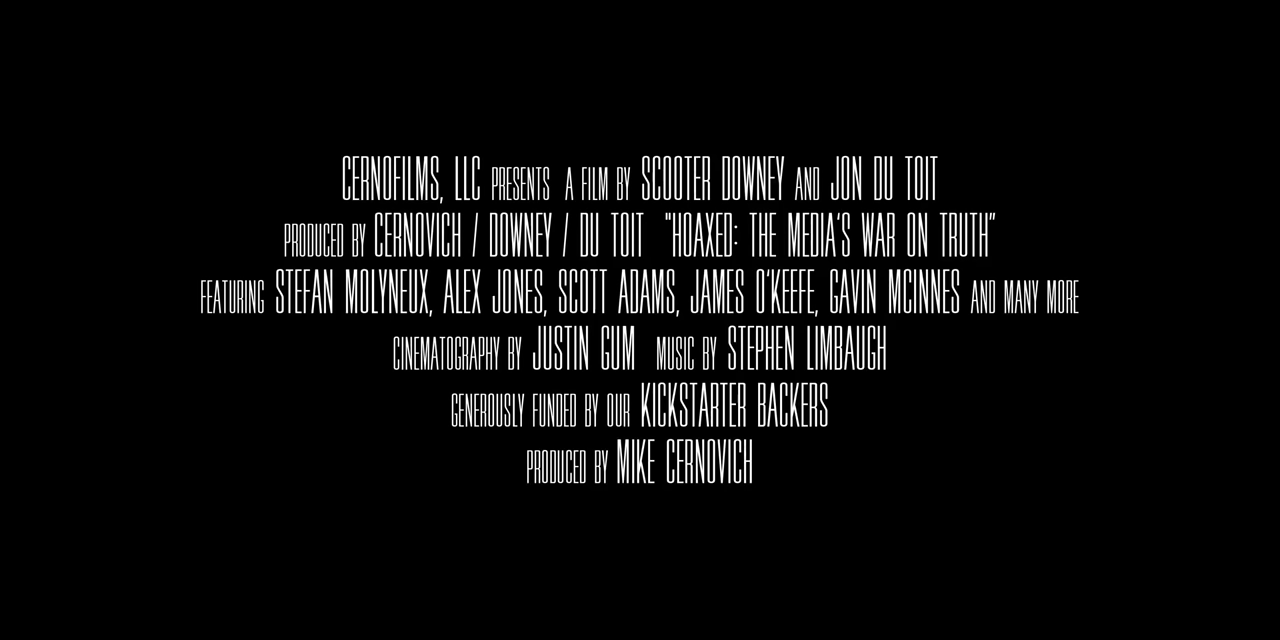 CERNOFILMS, LLC PRESENTS A FILM BY SCOOTER DOWNEY AND JON DU TOIT
PRODUCED BY CERNOVICH / DOWNEY / DU TOIT "HOAXED: THE MEDIA'S WAR ON TRUTH"
FEATURING STEFAN MOLYNEUX, ALEX JONES, SCOTT ADAMS, JAMES O'KEEFE, GAVIN MCINNES AND MANY MORE
CINEMATOGRAPHY BY JUSTIN GUM MUSIC BY STEPHEN LIMBAUGH
GENEROUSLY FUNDED BY OUR KICKSTARTER BACKERS
PRODUCED BY MIKE CERNOVICH